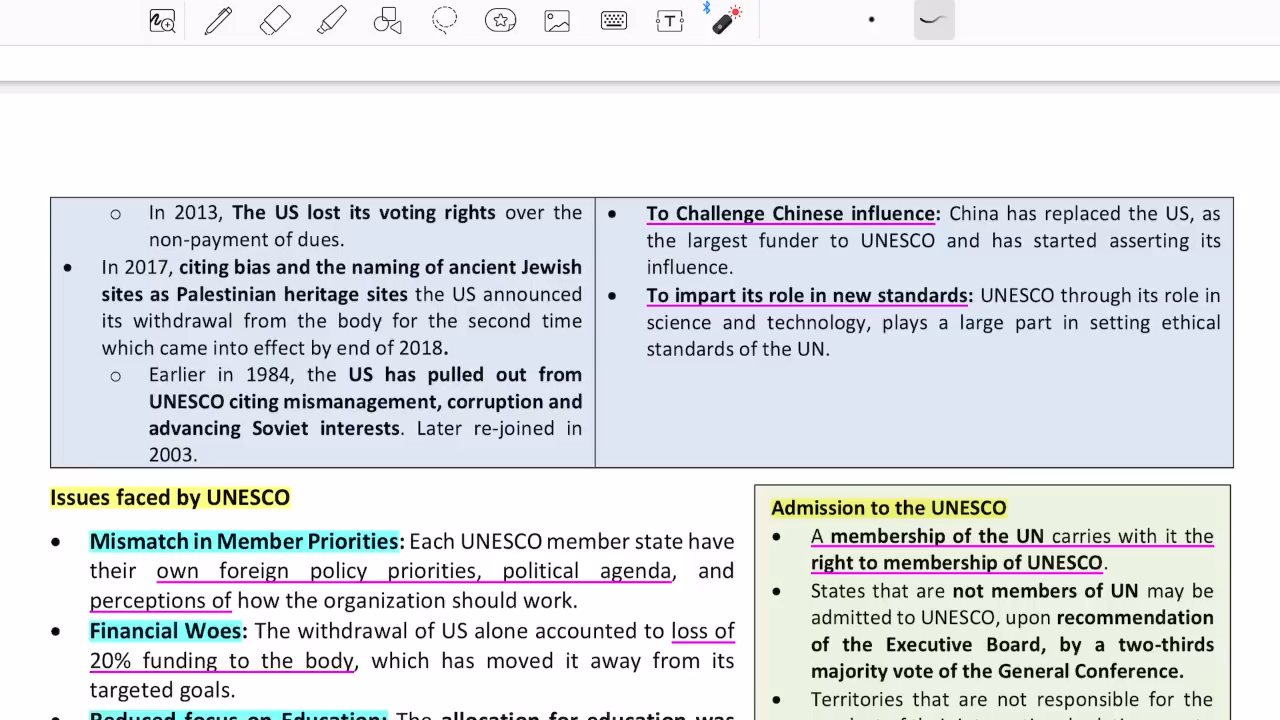 T
○ In 2013, The US lost its voting rights over the
non-payment of dues.
• In 2017, citing bias and the naming of ancient Jewish
sites as Palestinian heritage sites the US announced
its withdrawal from the body for the second time
which came into effect by end of 2018.
○ Earlier in 1984, the US has pulled out from
UNESCO citing mismanagement, corruption and
advancing Soviet interests. Later re-joined in
2003.
• To Challenge Chinese influence: China has replaced the US, as
the largest funder to UNESCO and has started asserting its
influence.
• To impart its role in new standards: UNESCO through its role in
science and technology, plays a large part in setting ethical
standards of the UN.
Issues faced by UNESCO
• Mismatch in Member Priorities: Each UNESCO member state have
their own foreign policy priorities, political agenda, and
perceptions of how the organization should work.
• Financial Woes: The withdrawal of US alone accounted to loss of
20% funding to the body, which has moved it away from its
targeted goals.
• Reduced focus on Education: The allocation for education was
Admission to the UNESCO
• A membership of the UN carries with it the
right to membership of UNESCO.
• States that are not members of UN may be
admitted to UNESCO, upon recommendation
of the Executive Board, by a two-thirds
majority vote of the General Conference.
• Territories that are not responsible for the